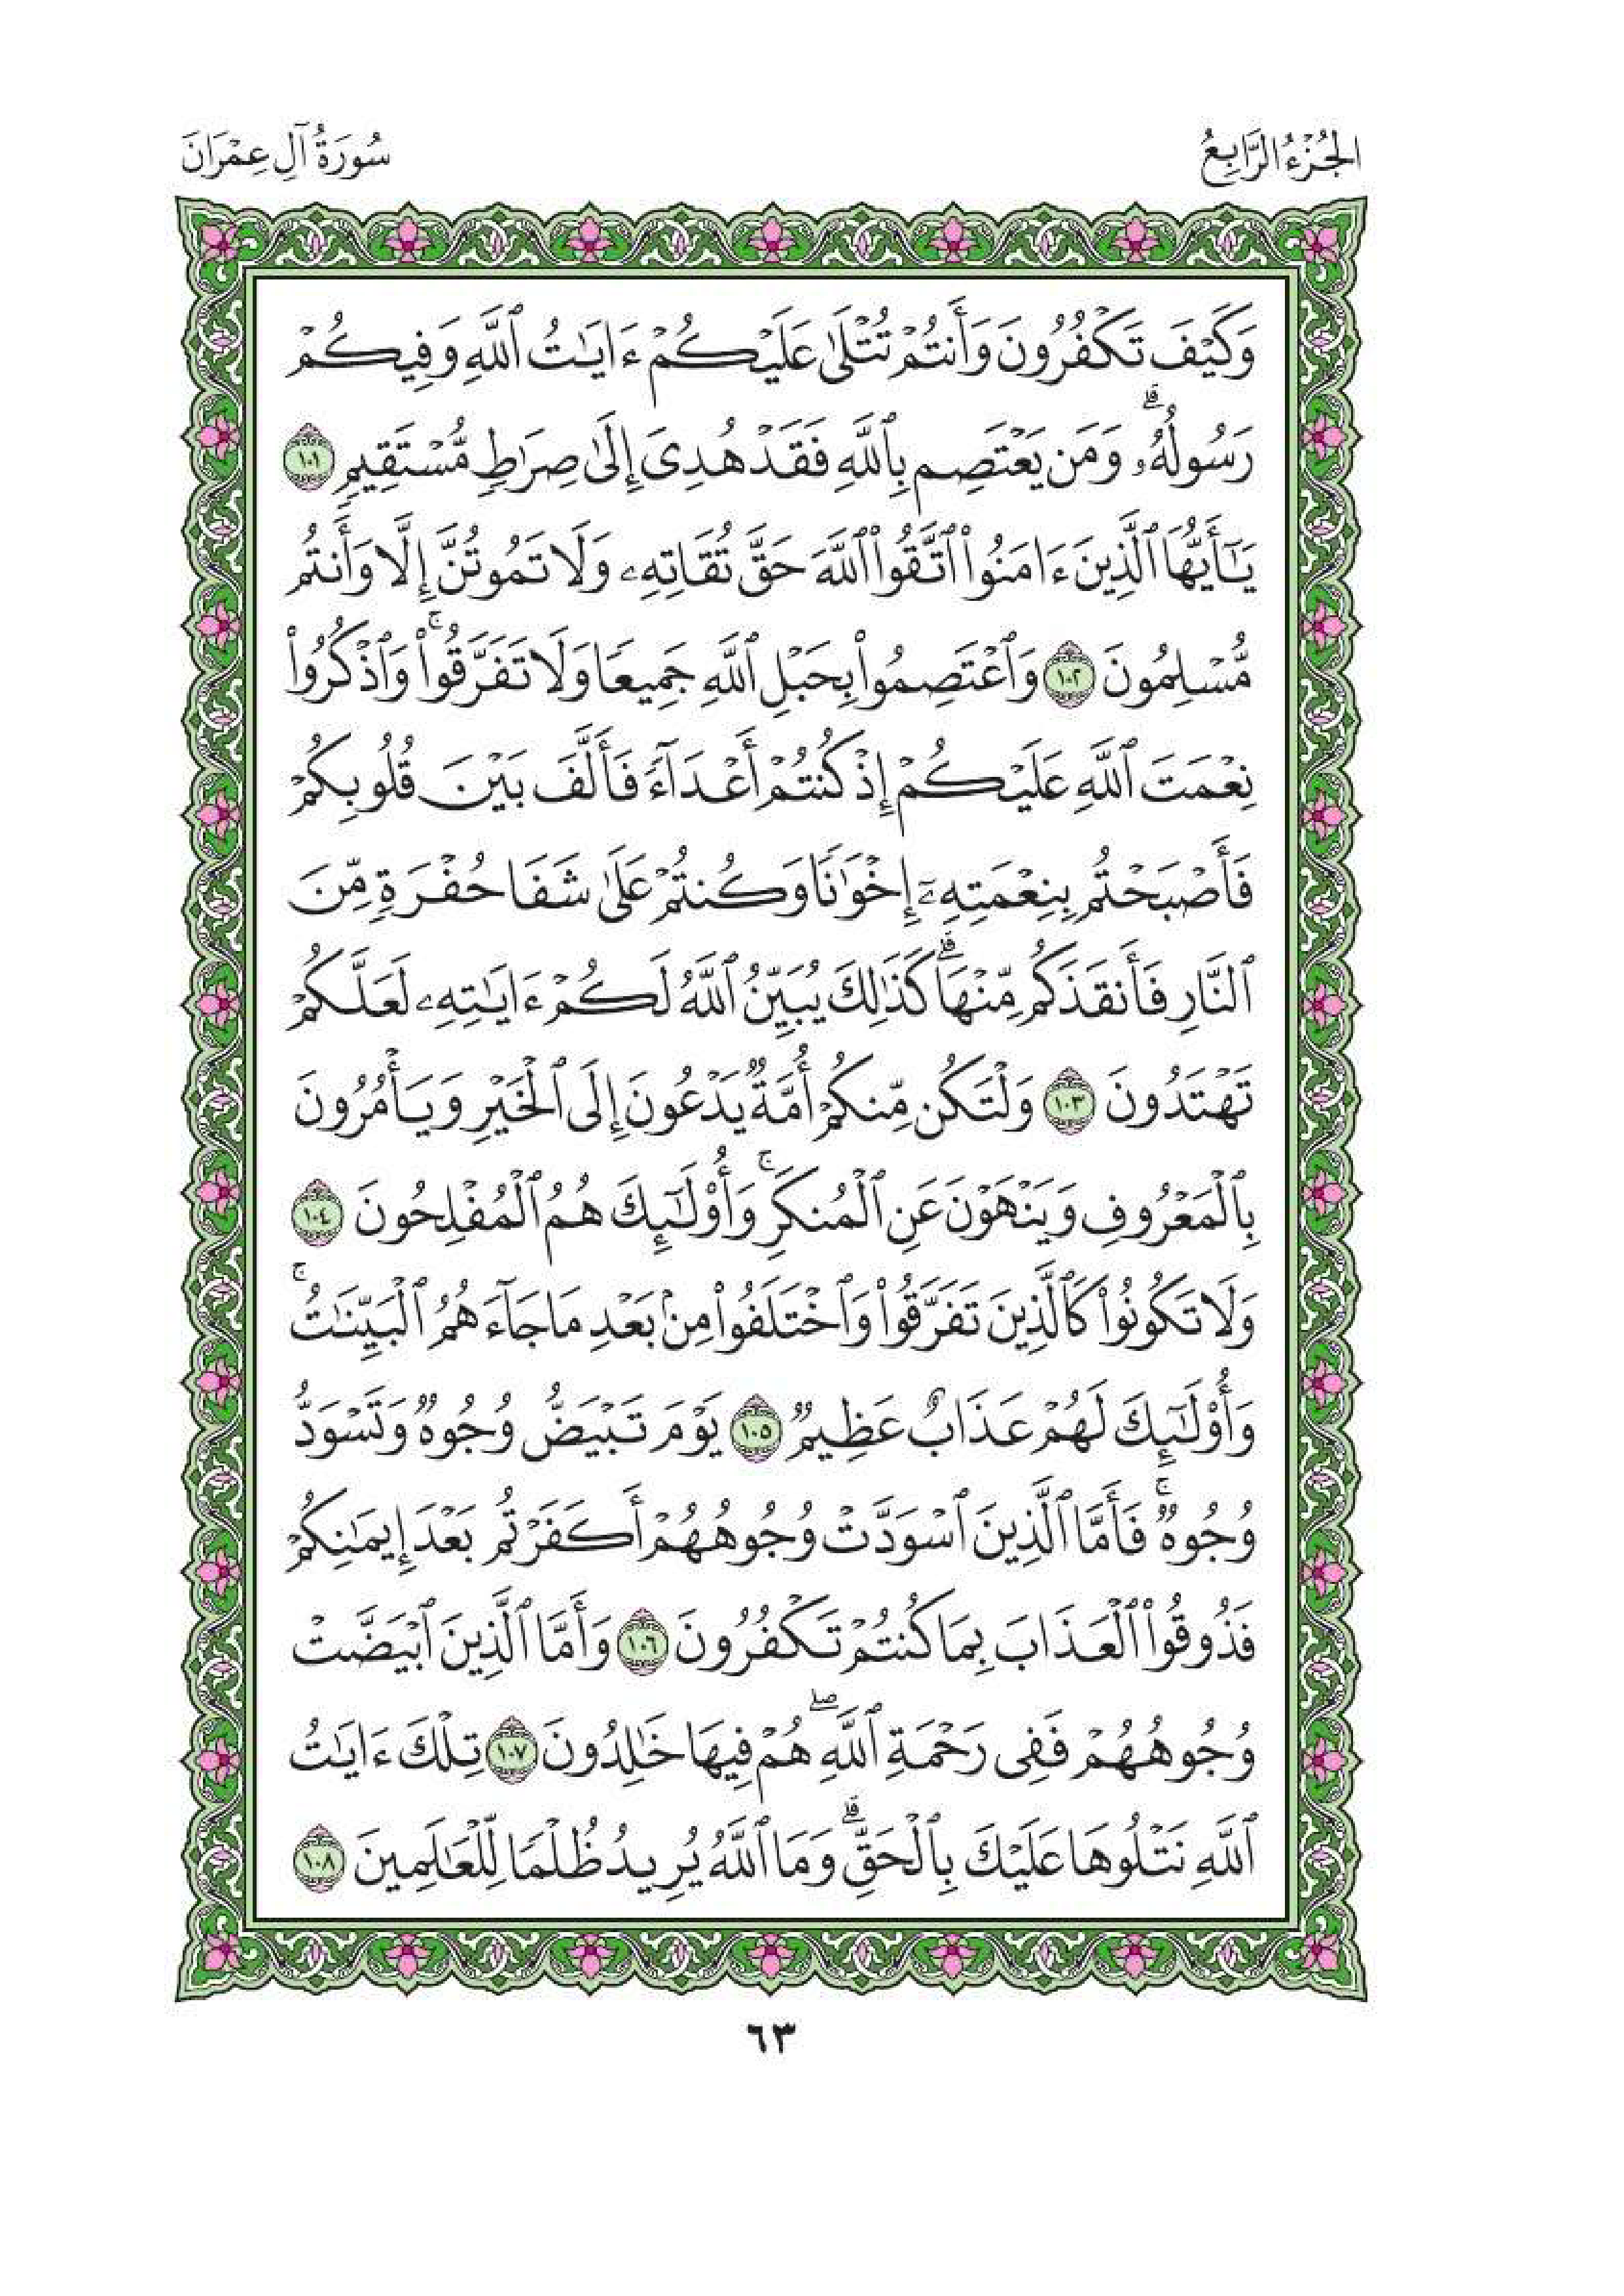 الجُزْءُ الرَّابِعُ
سُورَةُ آلِ عِمْرَانَ
وَكَيْفَ تَكْفُرُونَ وَأَنتُمْ تُتْلَىٰ عَلَيْكُمْ ءَايَـٰتُ ٱللَّهِ وَفِيكُمْ
رَسُولُهُۥ ۗ وَمَن يَعْتَصِم بِٱللَّهِ فَقَدْ هُدِىَ إِلَىٰ صِرَٰطٍ مُّسْتَقِيمٍ ١٠١
يَـٰٓأَيُّهَا ٱلَّذِينَ ءَامَنُوا۟ ٱتَّقُوا۟ ٱللَّهَ حَقَّ تُقَاتِهِۦ وَلَا تَمُوتُنَّ إِلَّا وَأَنتُم
مُّسْلِمُونَ ١٠٢ وَٱعْتَصِمُوا۟ بِحَبْلِ ٱللَّهِ جَمِيعًا وَلَا تَفَرَّقُوا۟ ۚ وَٱذْكُرُوا۟
نِعْمَتَ ٱللَّهِ عَلَيْكُمْ إِذْ كُنتُمْ أَعْدَآءً فَأَلَّفَ بَيْنَ قُلُوبِكُمْ
فَأَصْبَحْتُم بِنِعْمَتِهِۦٓ إِخْوَٰنًا وَكُنتُمْ عَلَىٰ شَفَا حُفْرَةٍ مِّنَ
ٱلنَّارِ فَأَنقَذَكُم مِّنْهَا ۗ كَذَٰلِكَ يُبَيِّنُ ٱللَّهُ لَكُمْ ءَايَـٰتِهِۦ لَعَلَّكُمْ
تَهْتَدُونَ ١٠٣ وَلْتَكُن مِّنكُمْ أُمَّةٌ يَدْعُونَ إِلَى ٱلْخَيْرِ وَيَأْمُرُونَ
بِٱلْمَعْرُوفِ وَيَنْهَوْنَ عَنِ ٱلْمُنكَرِ ۚ وَأُو۟لَـٰٓئِكَ هُمُ ٱلْمُفْلِحُونَ ١٠٤
وَلَا تَكُونُوا۟ كَٱلَّذِينَ تَفَرَّقُوا۟ وَٱخْتَلَفُوا۟ مِنۢ بَعْدِ مَا جَآءَهُمُ ٱلْبَيِّنَـٰتُ ۚ
وَأُو۟لَـٰٓئِكَ لَهُمْ عَذَابٌ عَظِيمٌ ١٠٥ يَوْمَ تَبْيَضُّ وُجُوهٌ وَتَسْوَدُّ
وُجُوهٌ ۚ فَأَمَّا ٱلَّذِينَ ٱسْوَدَّتْ وُجُوهُهُمْ أَكَفَرْتُم بَعْدَ إِيمَـٰنِكُمْ
فَذُوقُوا۟ ٱلْعَذَابَ بِمَا كُنتُمْ تَكْفُرُونَ ١٠٦ وَأَمَّا ٱلَّذِينَ ٱبْيَضَّتْ
وُجُوهُهُمْ فَفِى رَحْمَةِ ٱللَّهِ ۖ هُمْ فِيهَا خَـٰلِدُونَ ١٠٧ تِلْكَ ءَايَـٰتُ
ٱللَّهِ نَتْلُوهَا عَلَيْكَ بِٱلْحَقِّ ۗ وَمَا ٱللَّهُ يُرِيدُ ظُلْمًا لِّلْعَـٰلَمِينَ ١٠٨
٦٣